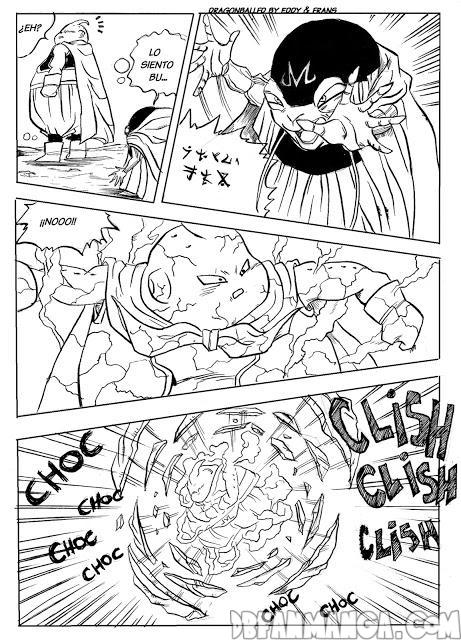 DRAGONBALLED BY EDDY & FRANS
¿EH?
LO
SIENTO
BU...
¡¡NOOO!!
CHOC
CHOC
CHOC
CHOC
CHOC
CHOC
CLISH
CLISH
CLISH
DBFANMANGA.COM